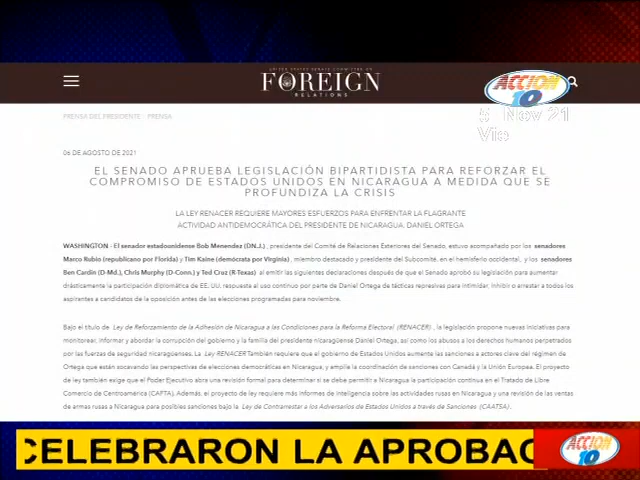 UNITED STATES SENATE COMMITTEE ON
FOREIGN
RELATIONS
ACCION
10
5 Nov 21
Vie
PRENSA DEL PRESIDENTE · PRENSA
06 DE AGOSTO DE 2021
EL SENADO APRUEBA LEGISLACIÓN BIPARTIDISTA PARA REFORZAR EL
COMPROMISO DE ESTADOS UNIDOS EN NICARAGUA A MEDIDA QUE SE
PROFUNDIZA LA CRISIS
LA LEY RENACER REQUIERE MAYORES ESFUERZOS PARA ENFRENTAR LA FLAGRANTE
ACTIVIDAD ANTIDEMOCRÁTICA DEL PRESIDENTE DE NICARAGUA, DANIEL ORTEGA
WASHINGTON - El senador estadounidense Bob Menendez (DN.J.) , presidente del Comité de Relaciones Exteriores del Senado, estuvo acompañado por los senadores
Marco Rubio (republicano por Florida) y Tim Kaine (demócrata por Virginia) , miembro destacado y presidente del Subcomité, en el hemisferio occidental, y los senadores
Ben Cardin (D-Md.), Chris Murphy (D-Conn.) y Ted Cruz (R-Texas) al emitir las siguientes declaraciones después de que el Senado aprobó su legislación para aumentar
drásticamente la participación diplomática de EE. UU. respuesta al uso continuo por parte de Daniel Ortega de tácticas represivas para intimidar, inhibir o arrestar a todos los
aspirantes a candidatos de la oposición antes de las elecciones programadas para noviembre.
Bajo el título de Ley de Reforzamiento de la Adhesión de Nicaragua a las Condiciones para la Reforma Electoral (RENACER) , la legislación propone nuevas iniciativas para
monitorear, informar y abordar la corrupción del gobierno y la familia del presidente nicaragüense Daniel Ortega, así como los abusos a los derechos humanos perpetrados
por las fuerzas de seguridad nicaragüenses. La Ley RENACER También requiere que el gobierno de Estados Unidos aumente las sanciones a actores clave del régimen de
Ortega que están socavando las perspectivas de elecciones democráticas en Nicaragua, y amplíe la coordinación de sanciones con Canadá y la Unión Europea. El proyecto
de ley también exige que el Poder Ejecutivo abra una revisión formal para determinar si se debe permitir a Nicaragua la participación continua en el Tratado de Libre
Comercio de Centroamérica (CAFTA). Además, el proyecto de ley requiere más informes de inteligencia sobre las actividades rusas en Nicaragua y una revisión de las ventas
de armas rusas a Nicaragua para posibles sanciones bajo la Ley de Contrarrestar a los Adversarios de Estados Unidos a través de Sanciones (CAATSA) .
CELEBRARON LA APROBAC
ACCION
10